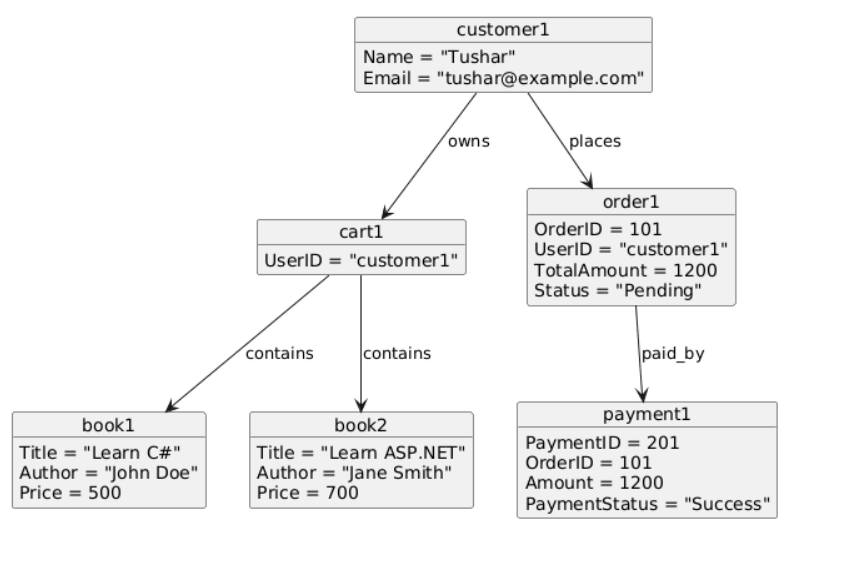 customer1
Name = "Tushar"
Email = "tushar@example.com"
owns
places
cart1
UserID = "customer1"
order1
OrderID = 101
UserID = "customer1"
TotalAmount = 1200
Status = "Pending"
contains
contains
paid_by
book1
Title = "Learn C#"
Author = "John Doe"
Price = 500
book2
Title = "Learn ASP.NET"
Author = "Jane Smith"
Price = 700
payment1
PaymentID = 201
OrderID = 101
Amount = 1200
PaymentStatus = "Success"